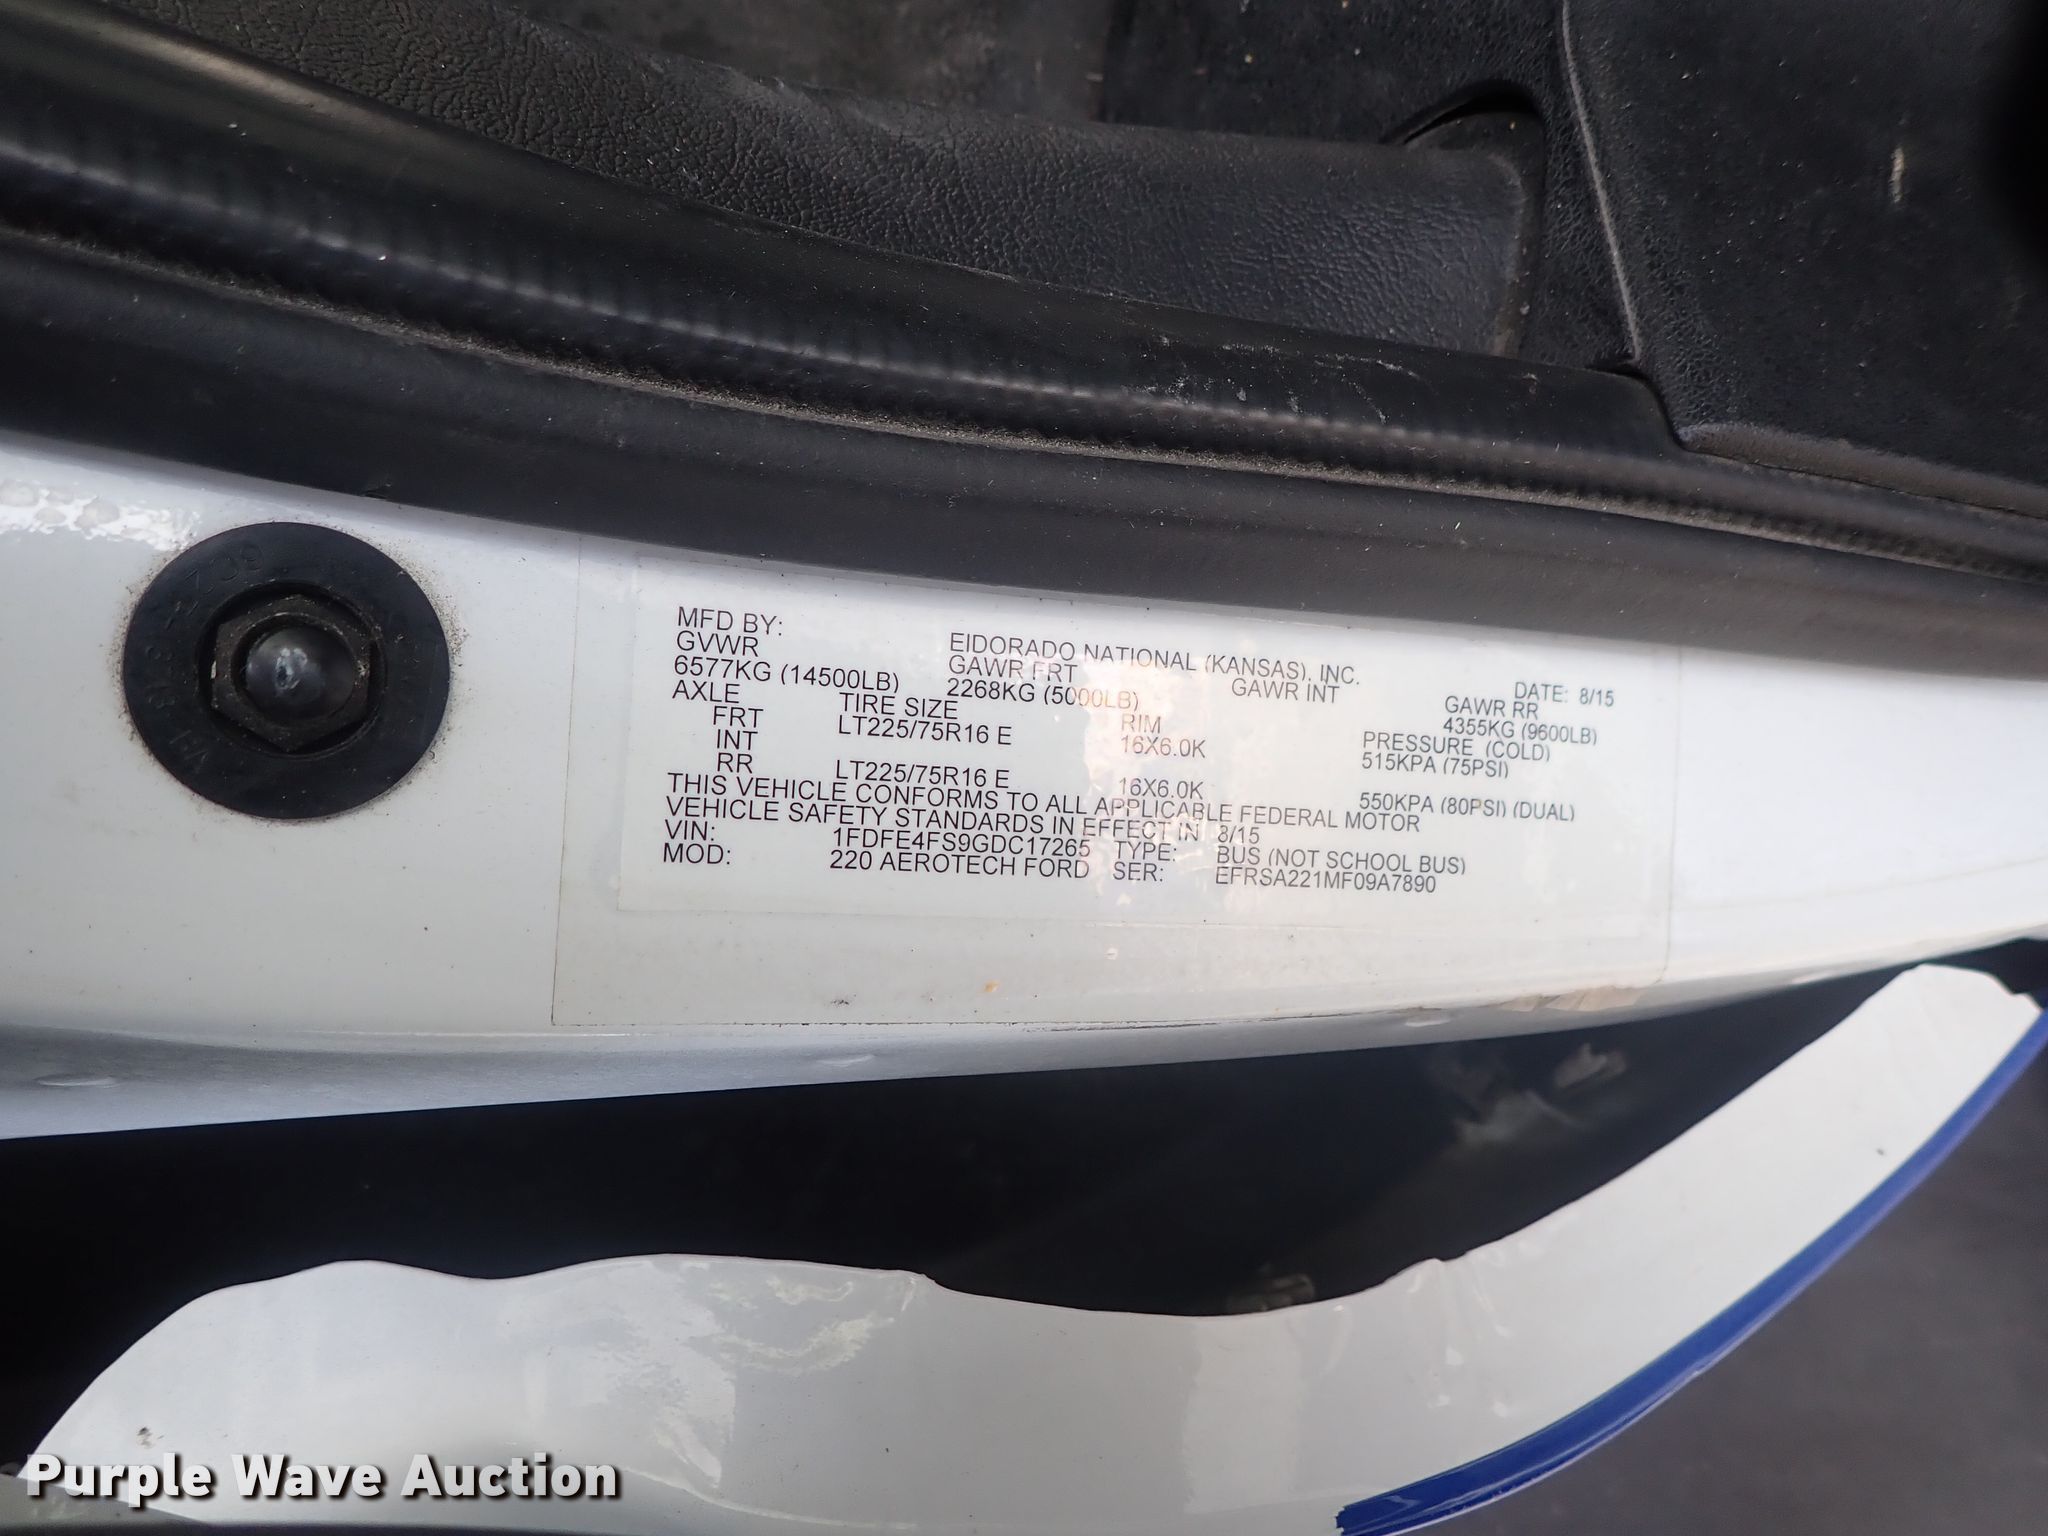 MFD BY: EIDORADO NATIONAL (KANSAS), INC. DATE: 8/15
GVWR GAWR FRT GAWR INT GAWR RR
6577KG (14500LB) 2268KG (5000LB) 4355KG (9600LB)
AXLE TIRE SIZE RIM PRESSURE (COLD)
FRT LT225/75R16 E 16X6.0K 515KPA (75PSI)
INT
RR LT225/75R16 E 16X6.0K 550KPA (80PSI) (DUAL)
THIS VEHICLE CONFORMS TO ALL APPLICABLE FEDERAL MOTOR
VEHICLE SAFETY STANDARDS IN EFFECT IN 8/15
VIN: 1FDFE4FS9GDC17265 TYPE: BUS (NOT SCHOOL BUS)
MOD: 220 AEROTECH FORD SER: EFRSA221MF09A7890
Purple Wave Auction